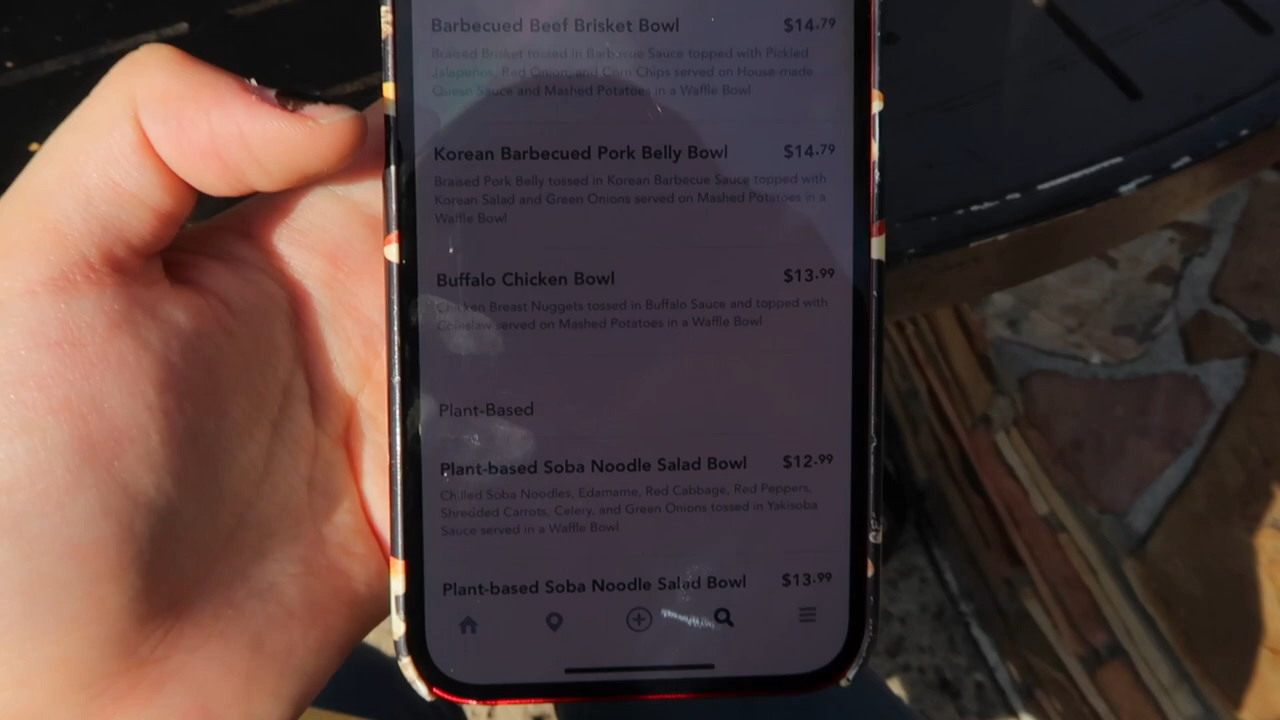 Barbecued Beef Brisket Bowl $14.79
Braised Brisket tossed in Barbecue Sauce topped with Pickled
Jalapeños, Red Onion, and Corn Chips served on House-made
Queso Sauce and Mashed Potatoes in a Waffle Bowl
Korean Barbecued Pork Belly Bowl $14.79
Braised Pork Belly tossed in Korean Barbecue Sauce topped with
Korean Salad and Green Onions served on Mashed Potatoes in a
Waffle Bowl
Buffalo Chicken Bowl $13.99
Chicken Breast Nuggets tossed in Buffalo Sauce and topped with
Coleslaw served on Mashed Potatoes in a Waffle Bowl
Plant-Based
Plant-based Soba Noodle Salad Bowl $12.99
Chilled Soba Noodles, Edamame, Red Cabbage, Red Peppers,
Shredded Carrots, Celery, and Green Onions tossed in Yakisoba
Sauce served in a Waffle Bowl
Plant-based Soba Noodle Salad Bowl $13.99